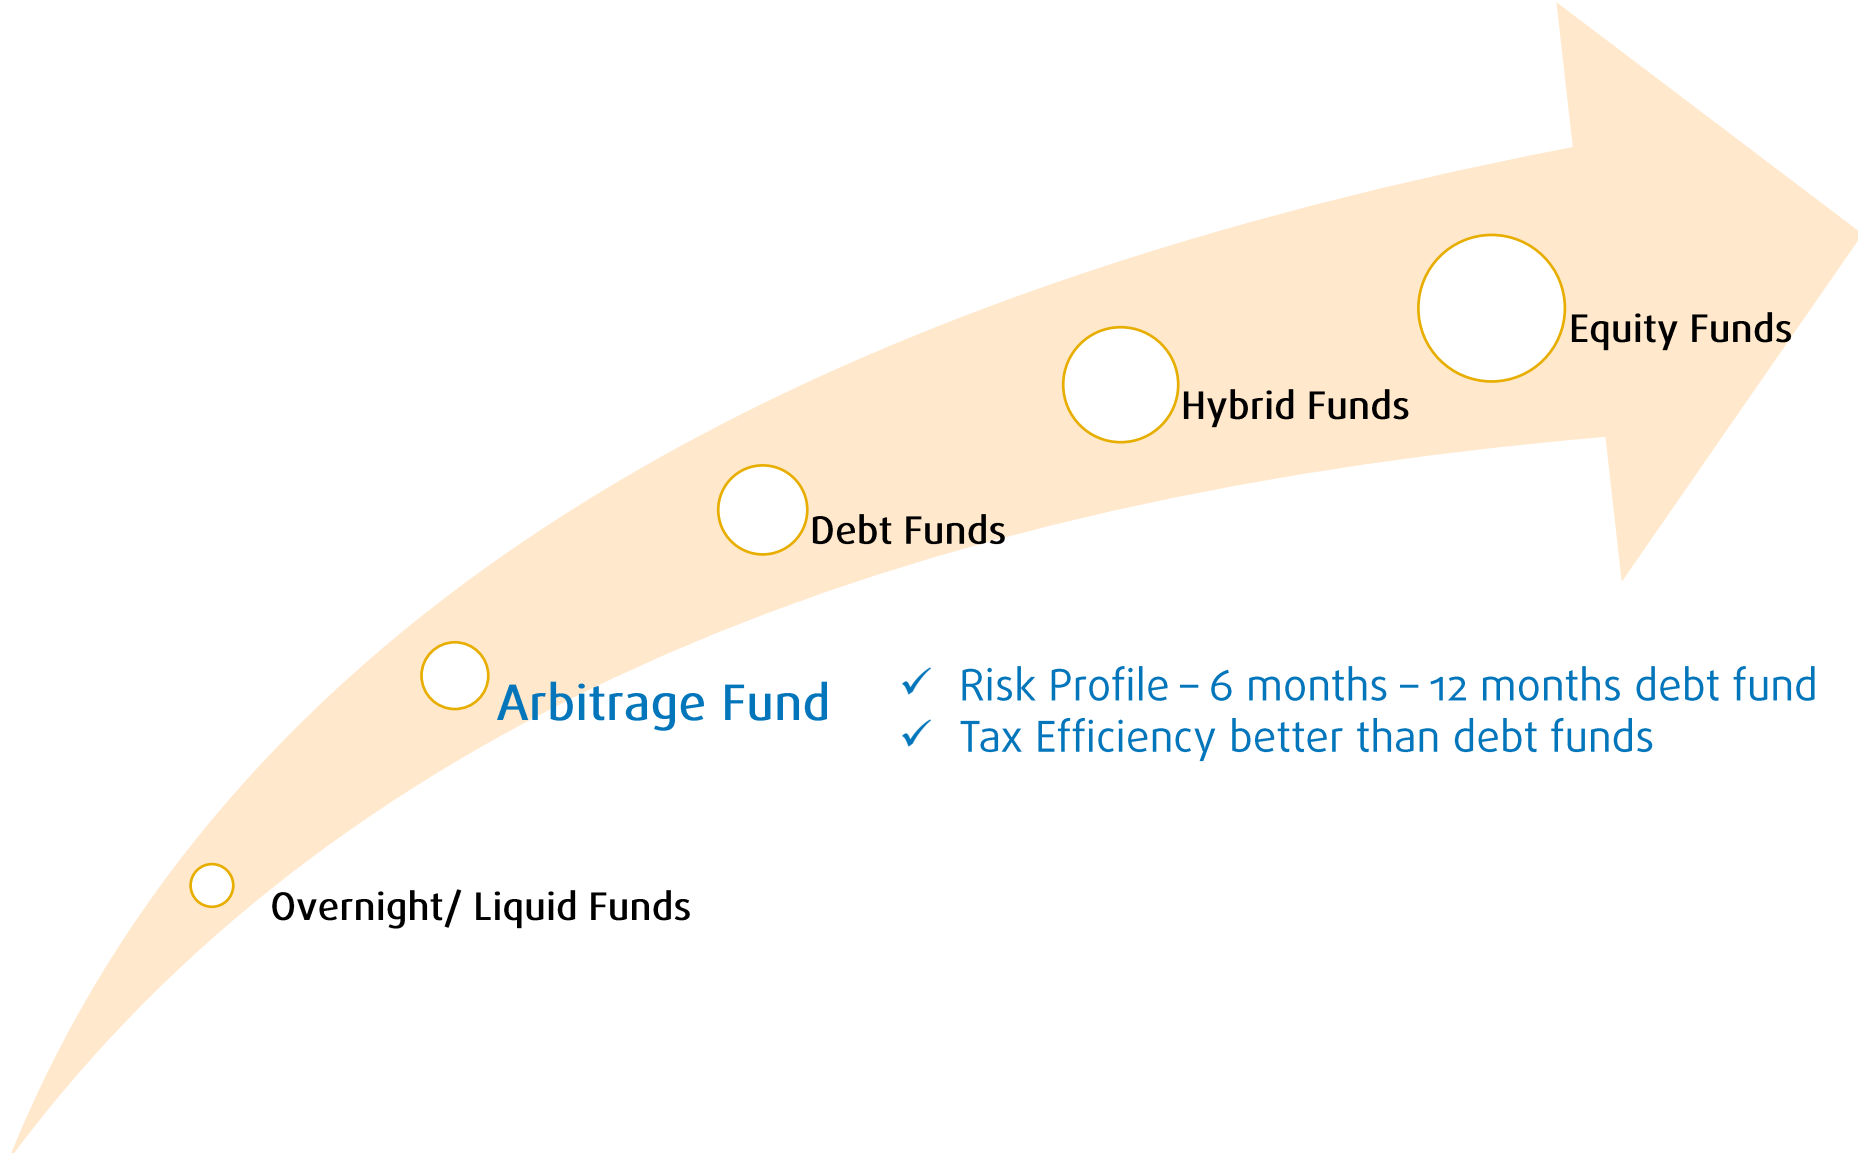 Equity Funds
Hybrid Funds
Debt Funds
Arbitrage Fund
✓ Risk Profile – 6 months – 12 months debt fund
✓ Tax Efficiency better than debt funds
Overnight/ Liquid Funds